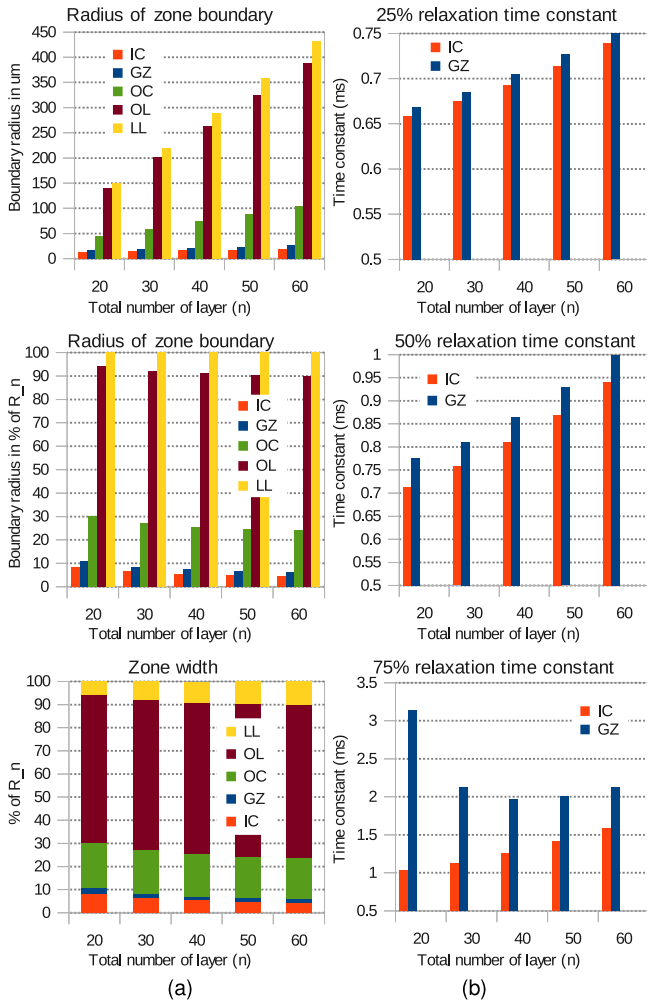 Radius of zone boundary
450
400
350
300
250
200
150
100
50
0
Boundary radius in um
IC
GZ
OC
OL
LL
20 30 40 50 60
Total number of layer (n)
25% relaxation time constant
0.75
0.7
0.65
0.6
0.55
0.5
Time constant (ms)
IC
GZ
20 30 40 50 60
Total number of layer (n)
Radius of zone boundary
100
90
80
70
60
50
40
30
20
10
0
Boundary radius in % of R_n
IC
GZ
OC
OL
LL
20 30 40 50 60
Total number of layer (n)
50% relaxation time constant
1
0.95
0.9
0.85
0.8
0.75
0.7
0.65
0.6
0.55
0.5
Time constant (ms)
IC
GZ
20 30 40 50 60
Total number of layer (n)
Zone width
100
90
80
70
60
50
40
30
20
10
0
% of R_n
LL
OL
OC
GZ
IC
20 30 40 50 60
Total number of layer (n)
75% relaxation time constant
3.5
3
2.5
2
1.5
1
0.5
Time constant (ms)
IC
GZ
20 30 40 50 60
Total number of layer (n)
(a)
(b)